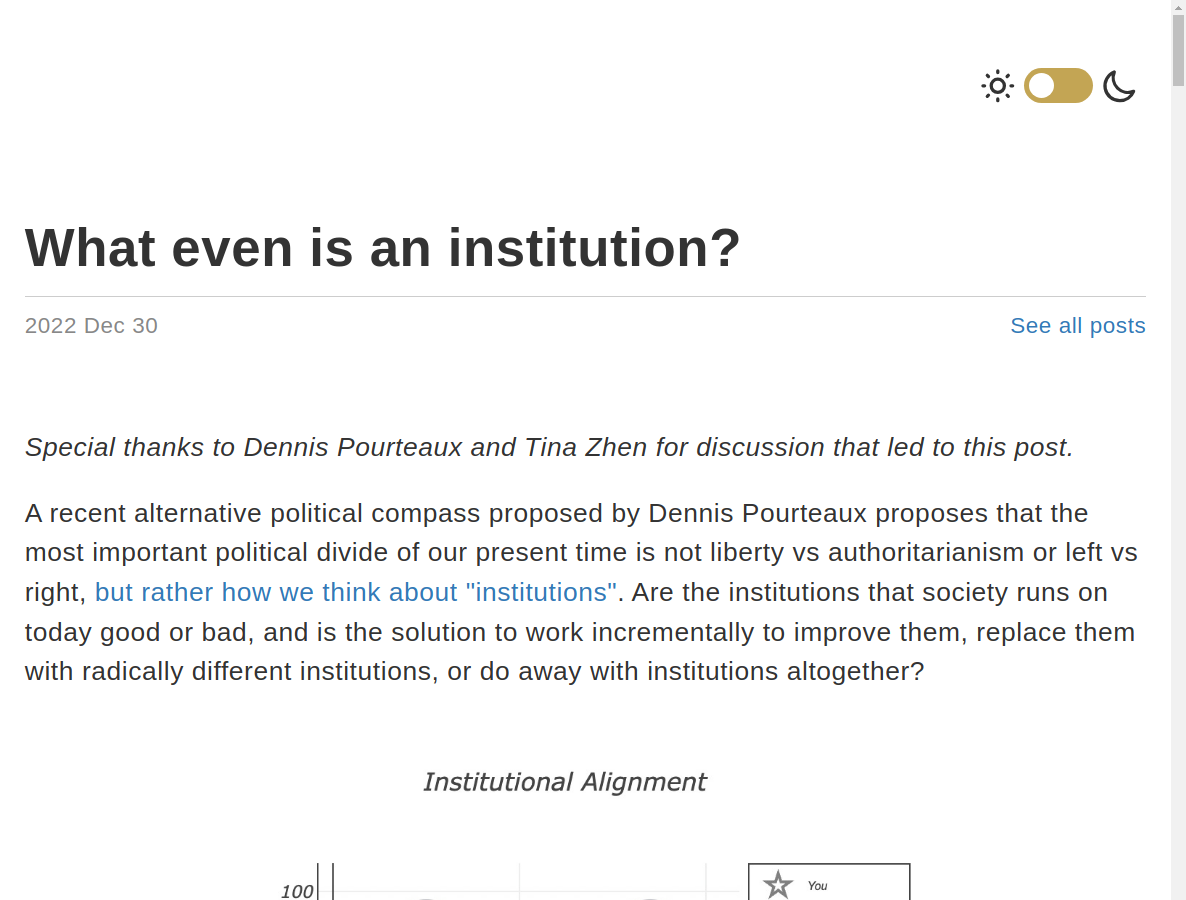 What even is an institution?
2022 Dec 30
See all posts
Special thanks to Dennis Pourteaux and Tina Zhen for discussion that led to this post.
A recent alternative political compass proposed by Dennis Pourteaux proposes that the
most important political divide of our present time is not liberty vs authoritarianism or left vs
right, but rather how we think about "institutions". Are the institutions that society runs on
today good or bad, and is the solution to work incrementally to improve them, replace them
with radically different institutions, or do away with institutions altogether?
Institutional Alignment
100
You